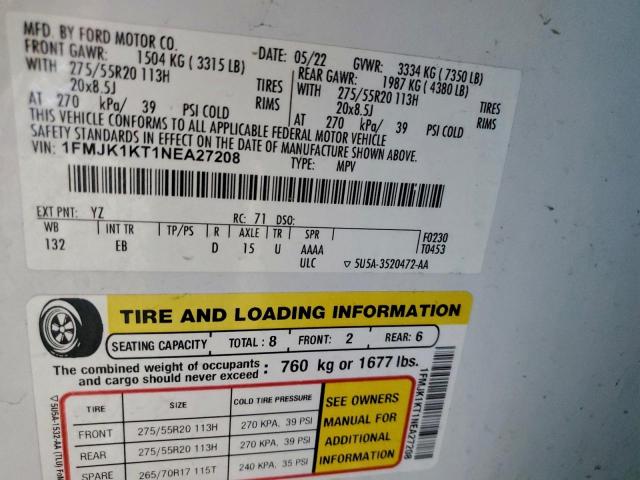 MFD. BY FORD MOTOR CO.
DATE: 05/22 GVWR: 3334 KG (7350 LB)
FRONT GAWR: 1504 KG (3315 LB)
REAR GAWR: 1987 KG (4380 LB)
WITH 275/55R20 113H TIRES
WITH 275/55R20 113H TIRES
20x8.5J RIMS
20x8.5J RIMS
AT 270 kPa/ 39 PSI COLD
AT 270 kPa/ 39 PSI COLD
THIS VEHICLE CONFORMS TO ALL APPLICABLE FEDERAL MOTOR VEHICLE
SAFETY STANDARDS IN EFFECT ON THE DATE OF MANUFACTURE SHOWN ABOVE.
VIN: 1FMJK1KT1NEA27208
TYPE: MPV
EXT PNT: YZ RC: 71 DSO:
WB INT TR TP/PS R AXLE TR SPR
132 EB D 15 U AAAA
ULC
F0230
T0453
▽ 5U5A-3520472-AA
TIRE AND LOADING INFORMATION
SEATING CAPACITY TOTAL: 8 FRONT: 2 REAR: 6
The combined weight of occupants and cargo should never exceed : 760 kg or 1677 lbs.
TIRE SIZE COLD TIRE PRESSURE
FRONT 275/55R20 113H 270 KPA, 39 PSI
REAR 275/55R20 113H 270 KPA, 39 PSI
SPARE 265/70R17 115T 240 KPA, 35 PSI
SEE OWNERS
MANUAL FOR
ADDITIONAL
INFORMATION
1FMJK1KT1NEA27208
▽ 5U5A-1532-AA (TLU)